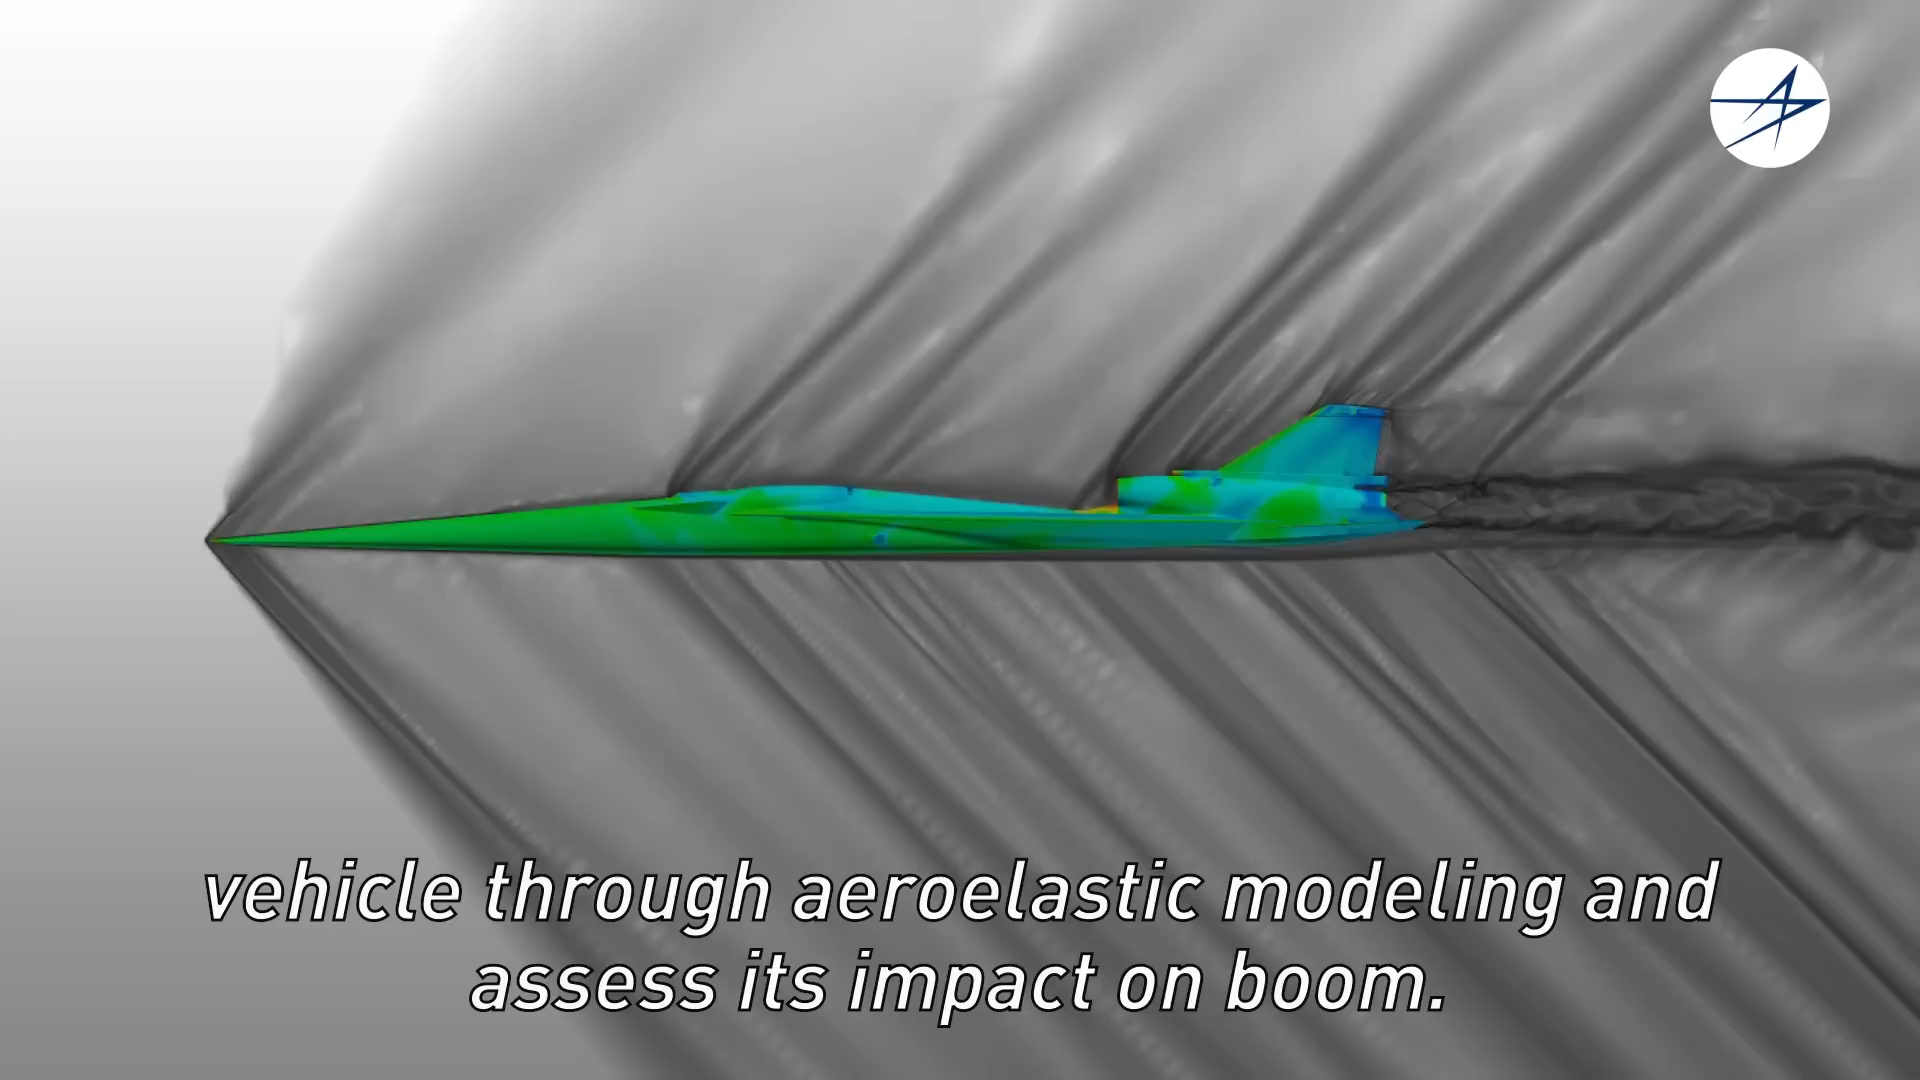 vehicle through aeroelastic modeling and
assess its impact on boom.